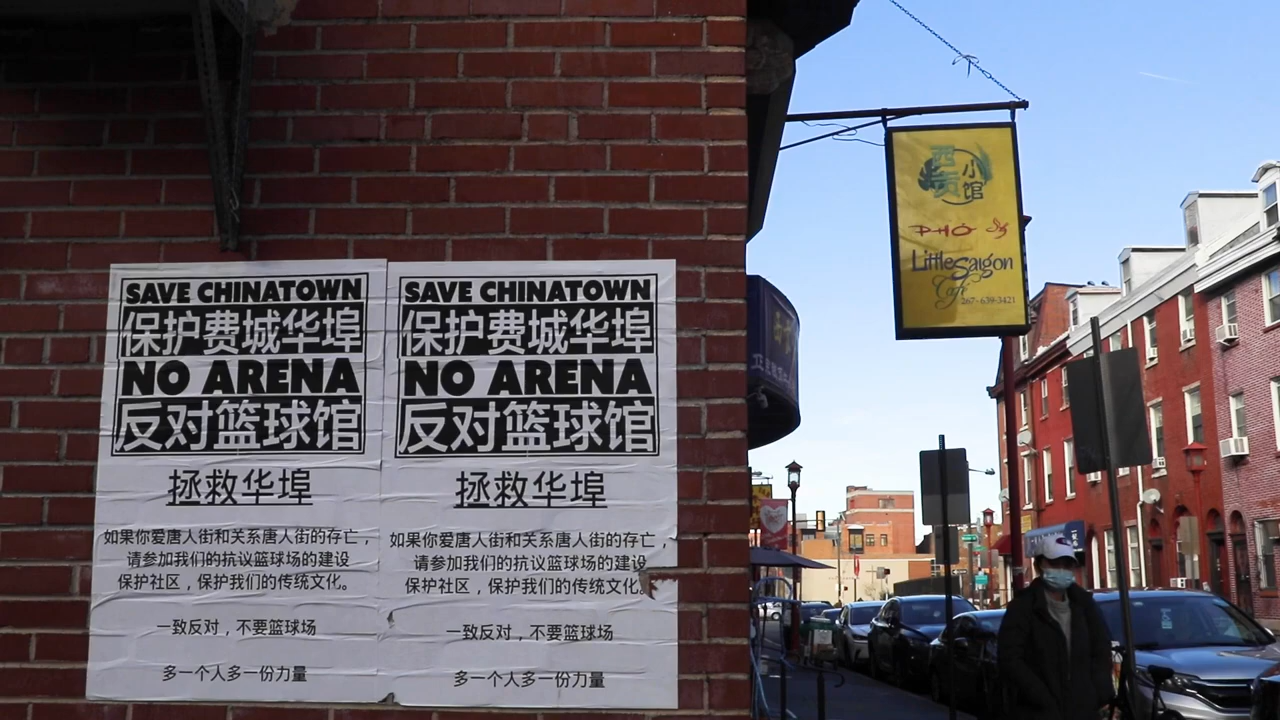 SAVE CHINATOWN
保护费城华埠
NO ARENA
反对篮球馆
拯救华埠
如果你爱唐人街和关系唐人街的存亡，
请参加我们的抗议篮球场的建设
保护社区，保护我们的传统文化。
一致反对，不要篮球场
多一个人多一份力量
SAVE CHINATOWN
保护费城华埠
NO ARENA
反对篮球馆
拯救华埠
如果你爱唐人街和关系唐人街的存亡，
请参加我们的抗议篮球场的建设
保护社区，保护我们的传统文化。
一致反对，不要篮球场
多一个人多一份力量
西贡
小馆
PHỞ
Little Saigon
Café
267-639-3421